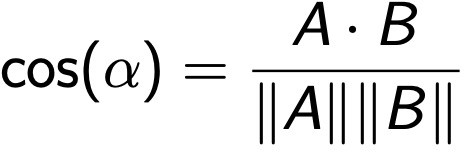 cos(α) = A · B / ‖A‖ ‖B‖